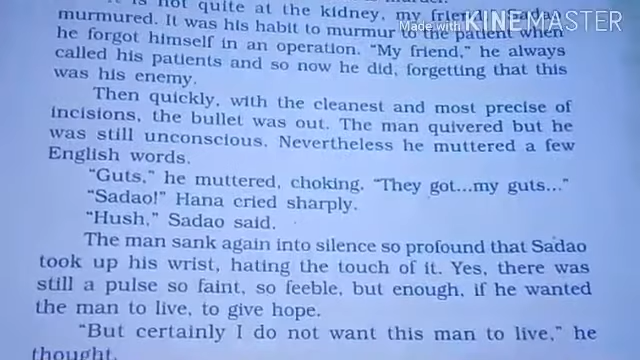 is not quite at the kidney, my friend," Sadao
murmured. It was his habit to murmur to the patient when
he forgot himself in an operation. "My friend," he always
called his patients and so now he did, forgetting that this
was his enemy.
Then quickly, with the cleanest and most precise of
incisions, the bullet was out. The man quivered but he
was still unconscious. Nevertheless he muttered a few
English words.
"Guts," he muttered, choking. "They got...my guts..."
"Sadao!" Hana cried sharply.
"Hush," Sadao said.
The man sank again into silence so profound that Sadao
took up his wrist, hating the touch of it. Yes, there was
still a pulse so faint, so feeble, but enough, if he wanted
the man to live, to give hope.
"But certainly I do not want this man to live," he
thought.
Made with KINEMASTER